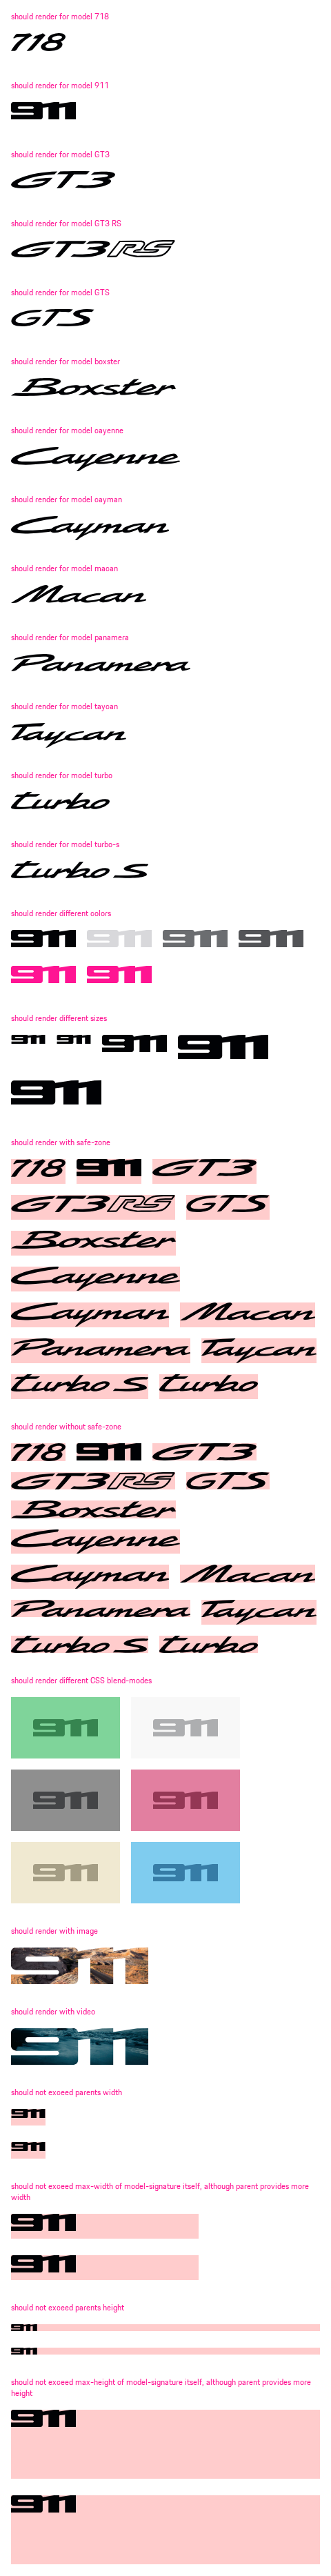 should render for model 718
718
should render for model 911
911
should render for model GT3
GT3
should render for model GT3 RS
GT3 RS
should render for model GTS
GTS
should render for model boxster
Boxster
should render for model cayenne
Cayenne
should render for model cayman
Cayman
should render for model macan
Macan
should render for model panamera
Panamera
should render for model taycan
Taycan
should render for model turbo
turbo
should render for model turbo-s
turbo S
should render different colors
911 911 911 911
911 911
should render different sizes
911 911 911 911
911
should render with safe-zone
718 911 GT3
GT3 RS GTS
Boxster
Cayenne
Cayman Macan
Panamera Taycan
turbo S turbo
should render without safe-zone
718 911 GT3
GT3 RS GTS
Boxster
Cayenne
Cayman Macan
Panamera Taycan
turbo S turbo
should render different CSS blend-modes
911 911
911 911
911 911
should render with image
911
should render with video
911
should not exceed parents width
911
911
should not exceed max-width of model-signature itself, although parent provides more
width
911
911
should not exceed parents height
911
911
should not exceed max-height of model-signature itself, although parent provides more
height
911
911